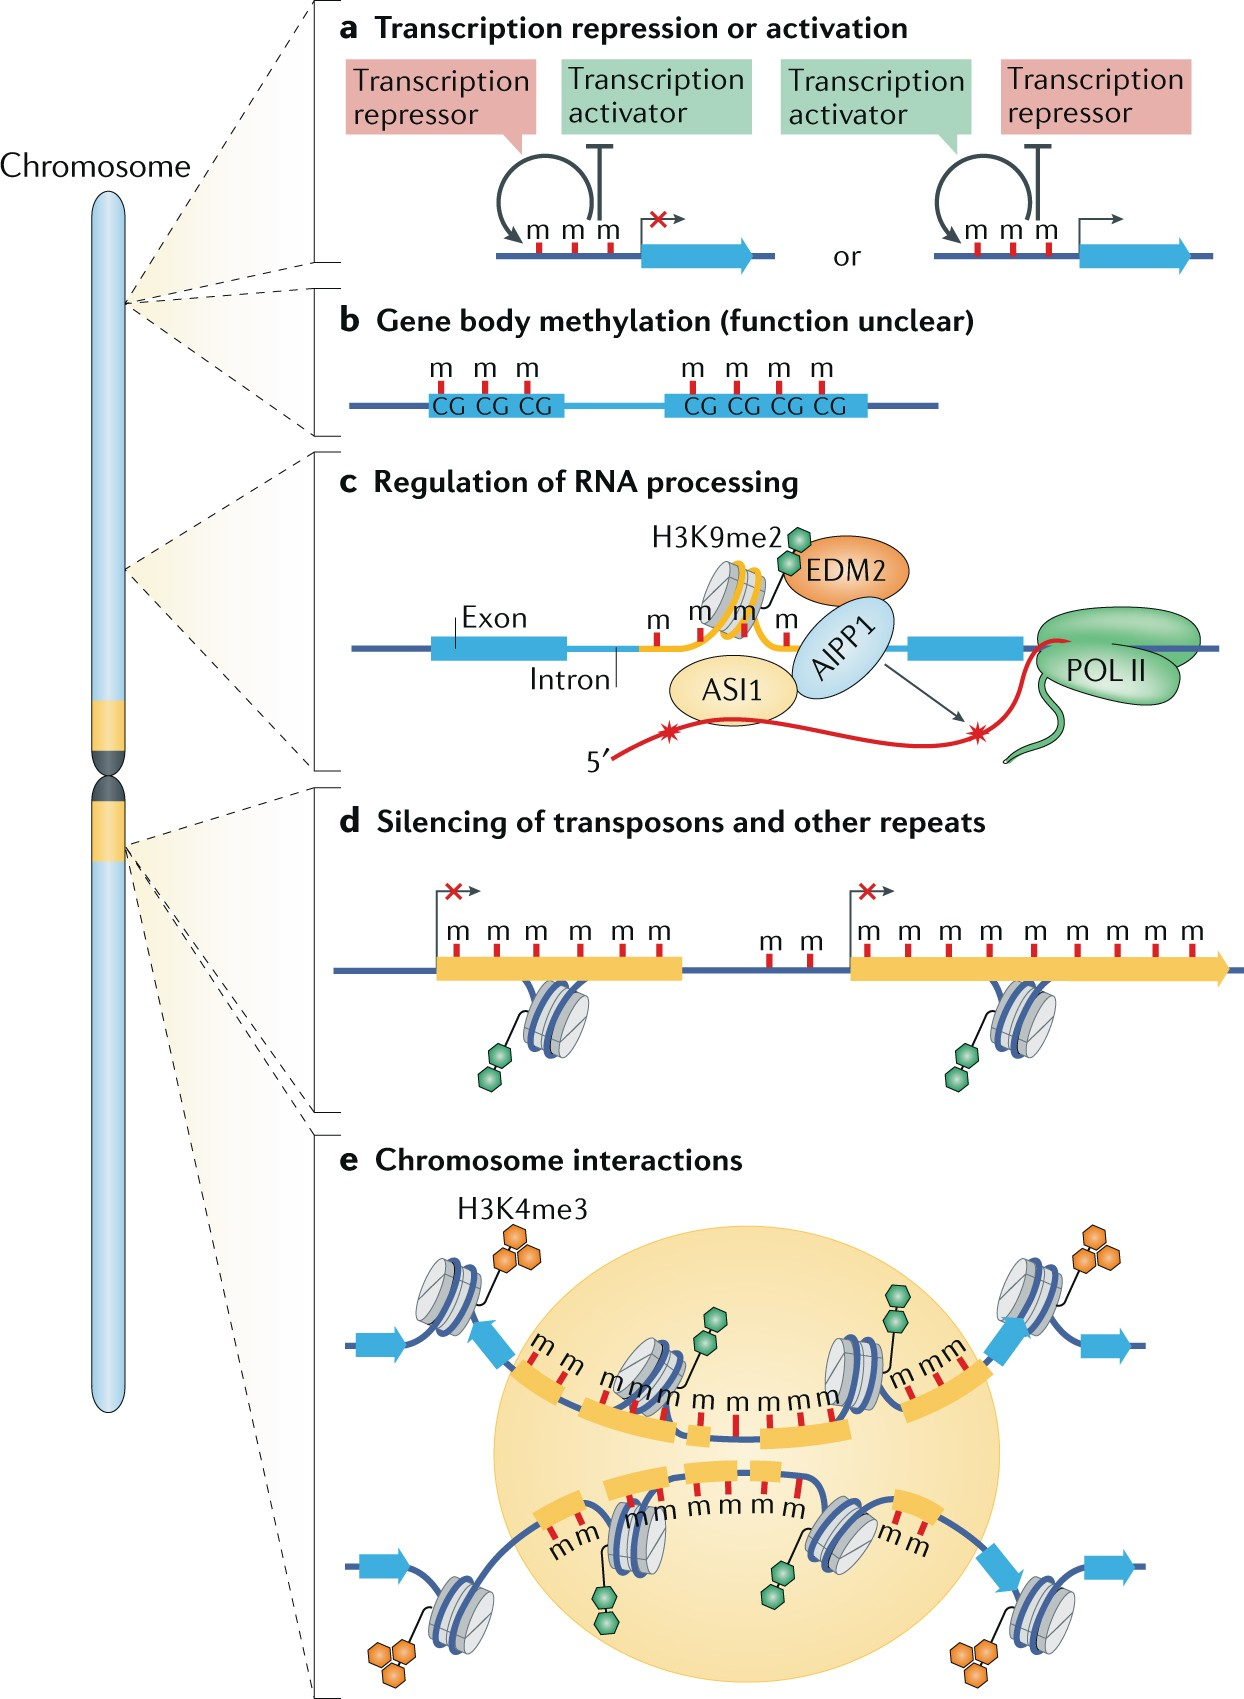 Chromosome
a Transcription repression or activation
Transcription repressor
Transcription activator
Transcription activator
Transcription repressor
m m m
or
m m m
b Gene body methylation (function unclear)
m m m m m m m
CG CG CG CG CG CG CG
c Regulation of RNA processing
H3K9me2
EDM2
Exon
m m m m
AIPP1
Intron
ASI1
POL II
5′
d Silencing of transposons and other repeats
m m m m m m m m m m m m m m m m m
e Chromosome interactions
H3K4me3
m m m m m m m m m m m m m
m m m m m m m m m m